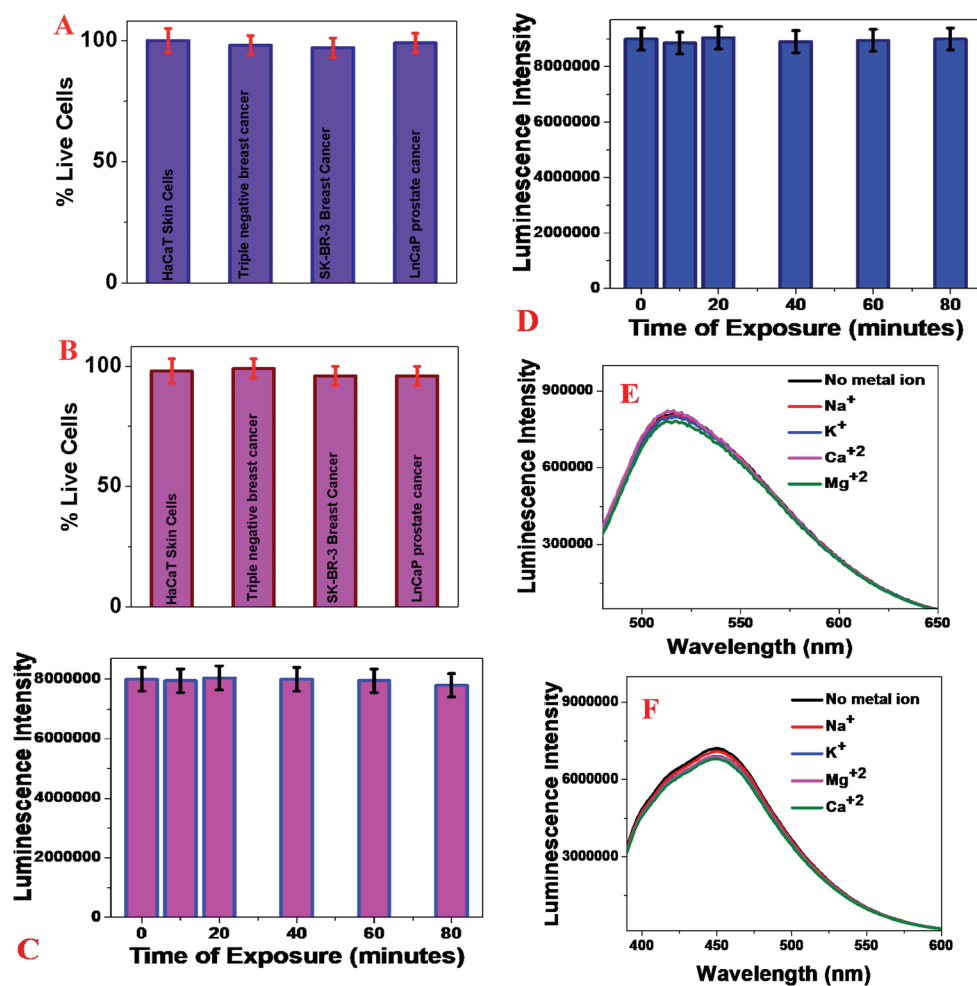 A
% Live Cells
100
50
0
HaCaT Skin Cells
Triple negative breast cancer
SK-BR-3 Breast Cancer
LnCaP prostate cancer
B
% Live Cells
100
50
0
HaCaT Skin Cells
Triple negative breast cancer
SK-BR-3 Breast Cancer
LnCaP prostate cancer
C
Luminescence Intensity
8000000
6000000
4000000
2000000
0
0 20 40 60 80
Time of Exposure (minutes)
D
Luminescence Intensity
8000000
6000000
4000000
2000000
0
0 20 40 60 80
Time of Exposure (minutes)
E
Luminescence Intensity
900000
600000
300000
No metal ion
Na+
K+
Ca+2
Mg+2
500 550 600 650
Wavelength (nm)
F
Luminescence Intensity
9000000
6000000
3000000
No metal ion
Na+
K+
Mg+2
Ca+2
400 450 500 550 600
Wavelength (nm)